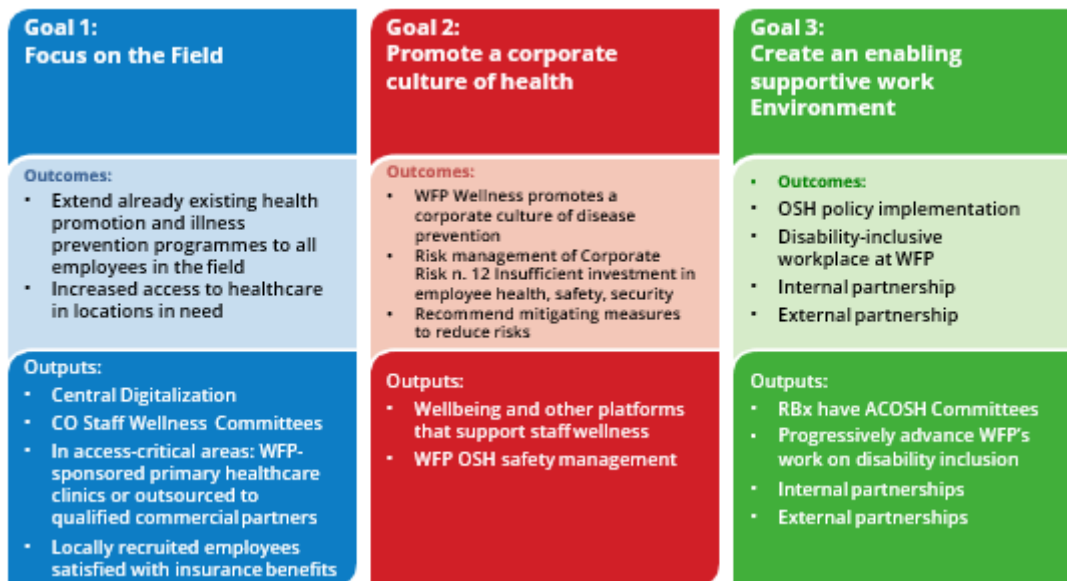 Goal 1:
Focus on the Field
Outcomes:
• Extend already existing health
promotion and illness
prevention programmes to all
employees in the field
• Increased access to healthcare
in locations in need
Outputs:
• Central Digitalization
• CO Staff Wellness Committees
• In access-critical areas: WFP-
sponsored primary healthcare
clinics or outsourced to
qualified commercial partners
• Locally recruited employees
satisfied with insurance benefits
Goal 2:
Promote a corporate
culture of health
Outcomes:
• WFP Wellness promotes a
corporate culture of disease
prevention
• Risk management of Corporate
Risk n. 12 Insufficient investment in
employee health, safety, security
• Recommend mitigating measures
to reduce risks
Outputs:
• Wellbeing and other platforms
that support staff wellness
• WFP OSH safety management
Goal 3:
Create an enabling
supportive work
Environment
• Outcomes:
• OSH policy implementation
• Disability-inclusive
workplace at WFP
• Internal partnership
• External partnership
Outputs:
• RBx have ACOSH Committees
• Progressively advance WFP's
work on disability inclusion
• Internal partnerships
• External partnerships